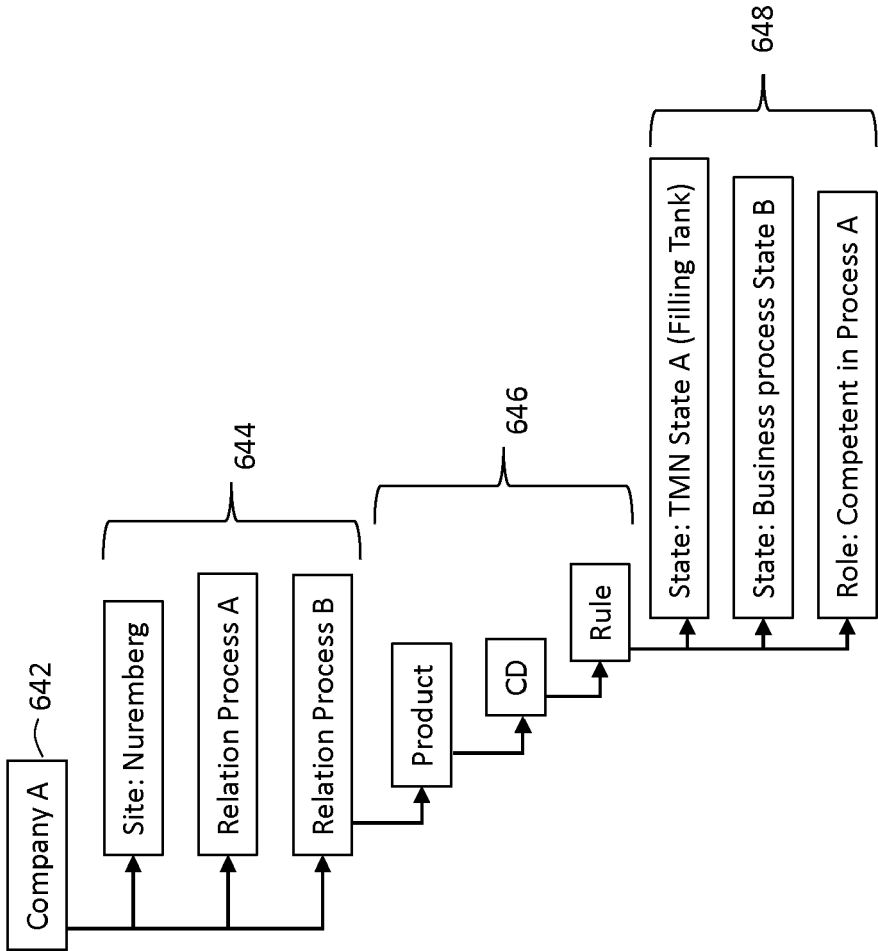 Company A
642
Site: Nuremberg
Relation Process A
Relation Process B
644
Product
CD
Rule
646
State: TMN State A (Filling Tank)
State: Business process State B
Role: Competent in Process A
648